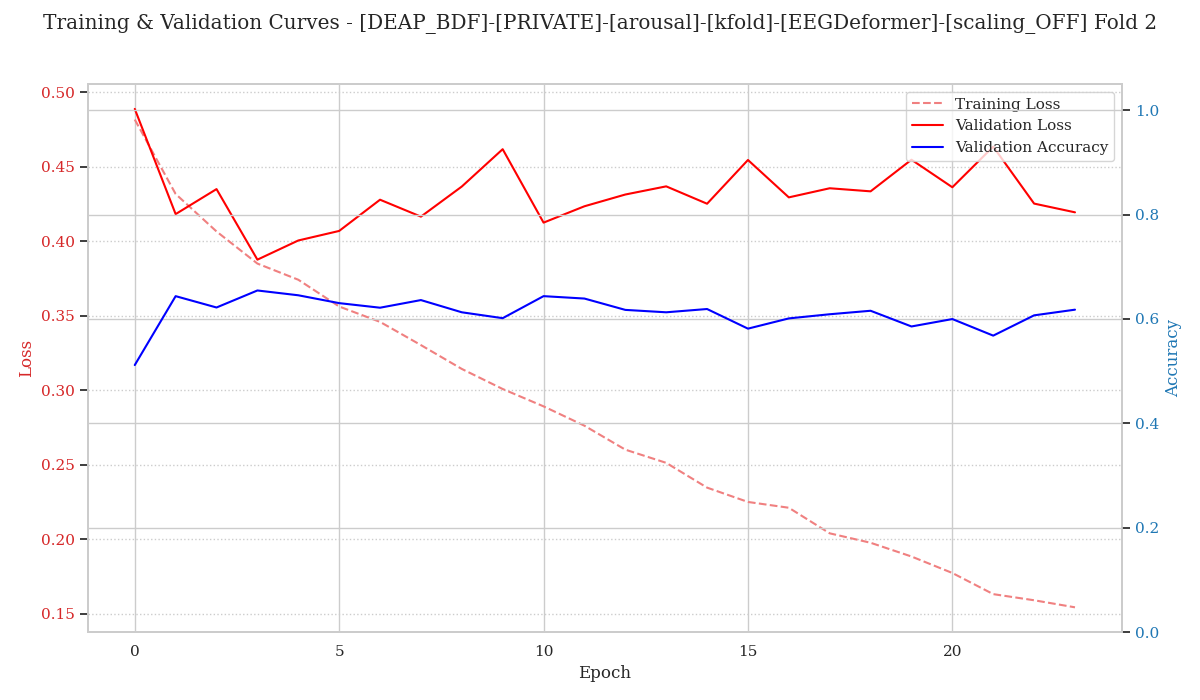 Training & Validation Curves - [DEAP_BDF]-[PRIVATE]-[arousal]-[kfold]-[EEGDeformer]-[scaling_OFF] Fold 2
Training Loss
Validation Loss
Validation Accuracy
0.50
0.45
0.40
0.35
0.30
0.25
0.20
0.15
Loss
1.0
0.8
0.6
0.4
0.2
0.0
Accuracy
0 5 10 15 20
Epoch